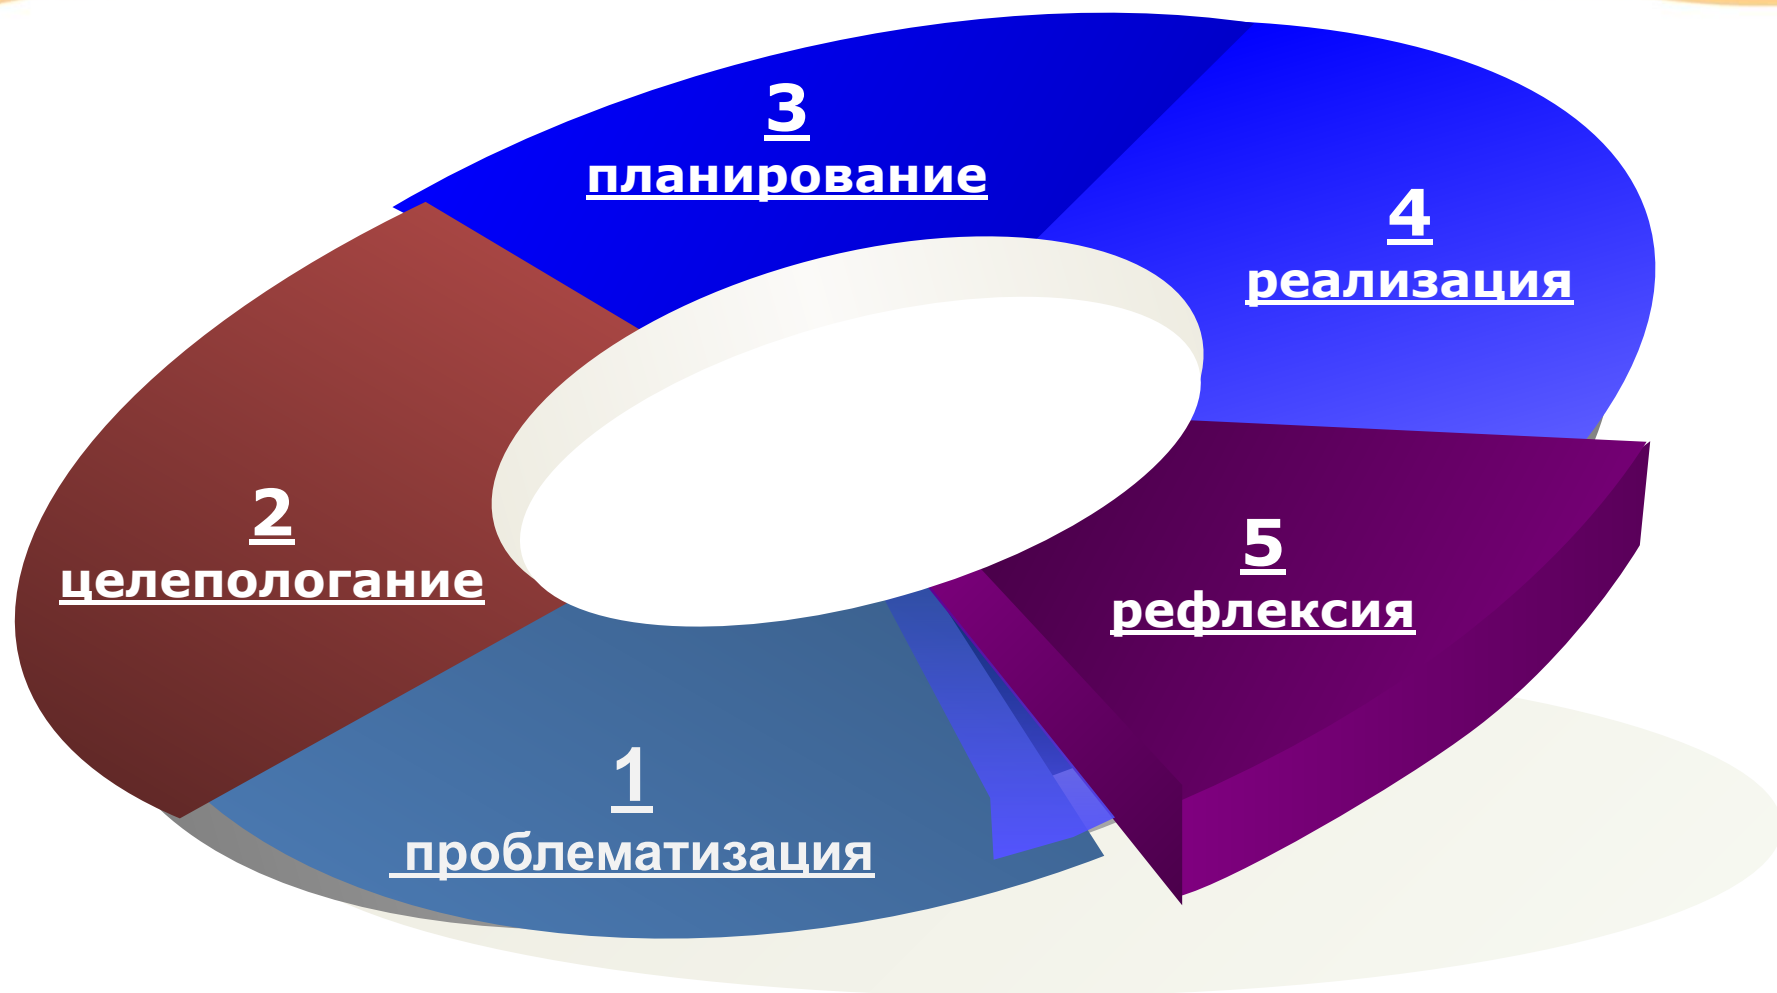 3
планирование
4
реализация
2
целепологание
5
рефлексия
1
проблематизация